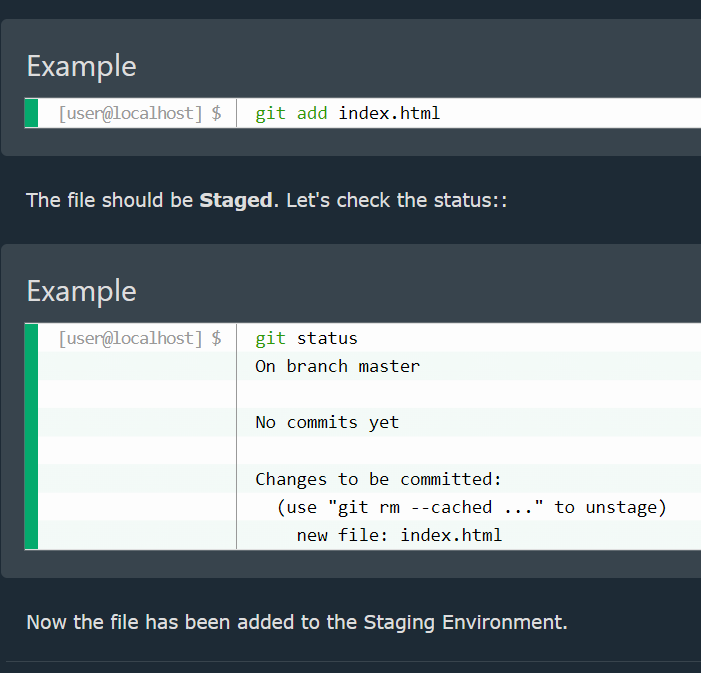 Example
[user@localhost] $ git add index.html
The file should be Staged. Let's check the status::
Example
[user@localhost] $ git status
On branch master
No commits yet
Changes to be committed:
(use "git rm --cached ..." to unstage)
new file: index.html
Now the file has been added to the Staging Environment.